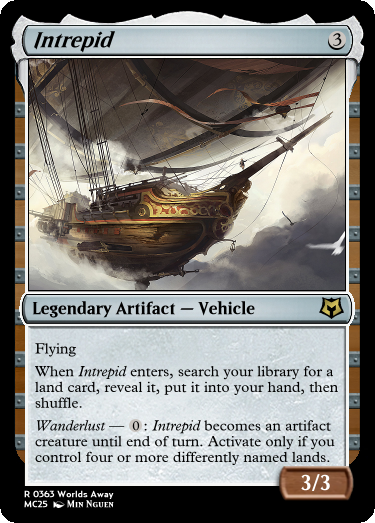 Intrepid 3
Legendary Artifact — Vehicle
Flying
When Intrepid enters, search your library for a
land card, reveal it, put it into your hand, then
shuffle.
Wanderlust — 0: Intrepid becomes an artifact
creature until end of turn. Activate only if you
control four or more differently named lands.
3/3
R 0363 Worlds Away
MC25 Min Nguen